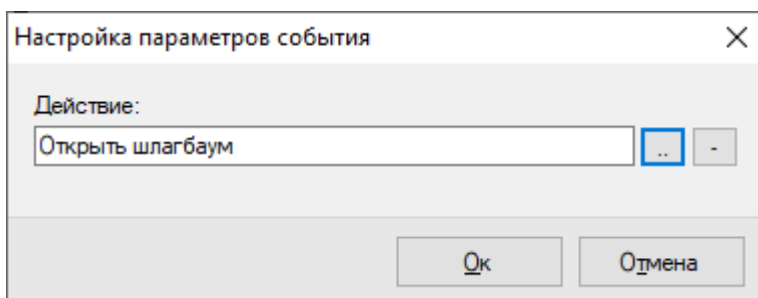 Настройка параметров события
Действие:
Открыть шлагбаум .. -
Ок Отмена